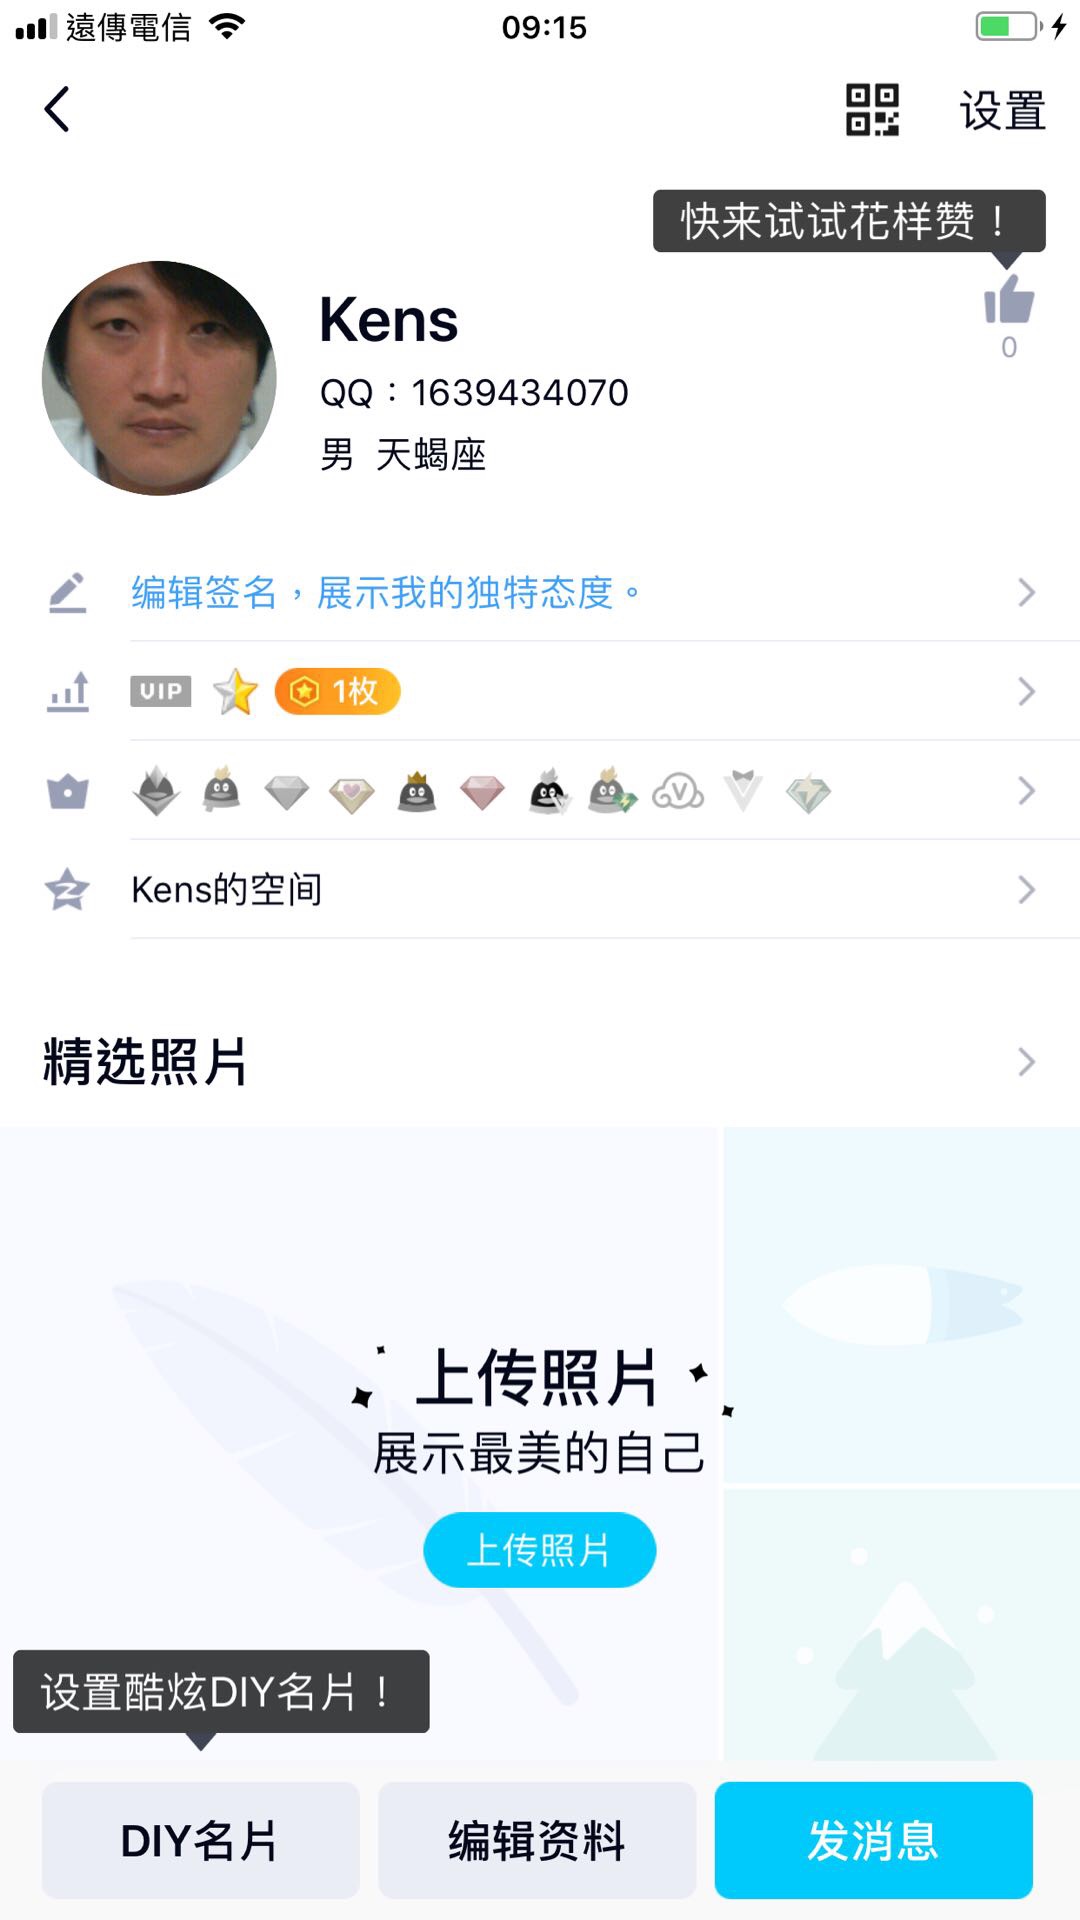 遠傳電信
09:15
设置
快来试试花样赞！
0
Kens
QQ：1639434070
男 天蝎座
编辑签名，展示我的独特态度。
VIP
1枚
Kens的空间
精选照片
上传照片
展示最美的自己
上传照片
设置酷炫DIY名片！
DIY名片
编辑资料
发消息